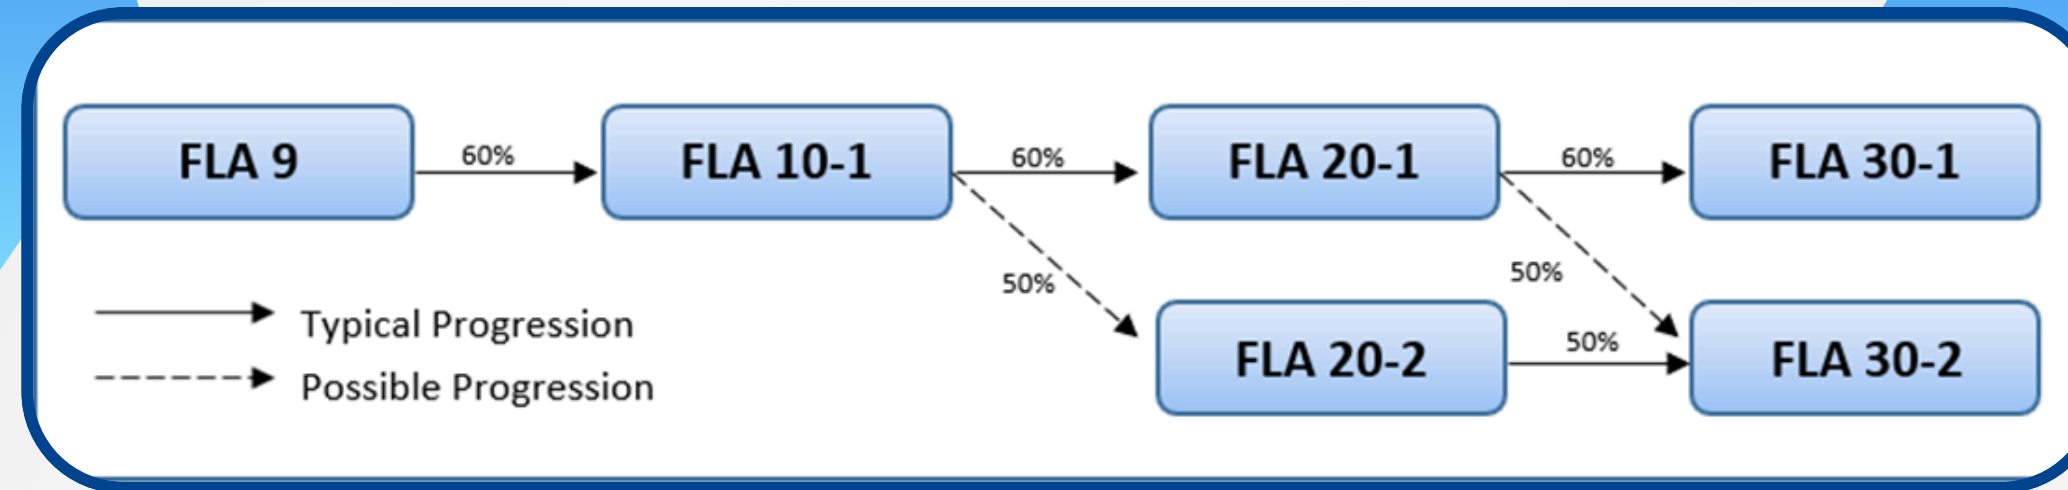 FLA 9
60%
FLA 10-1
60%
FLA 20-1
60%
FLA 30-1
50%
50%
FLA 20-2
50%
FLA 30-2
Typical Progression
Possible Progression